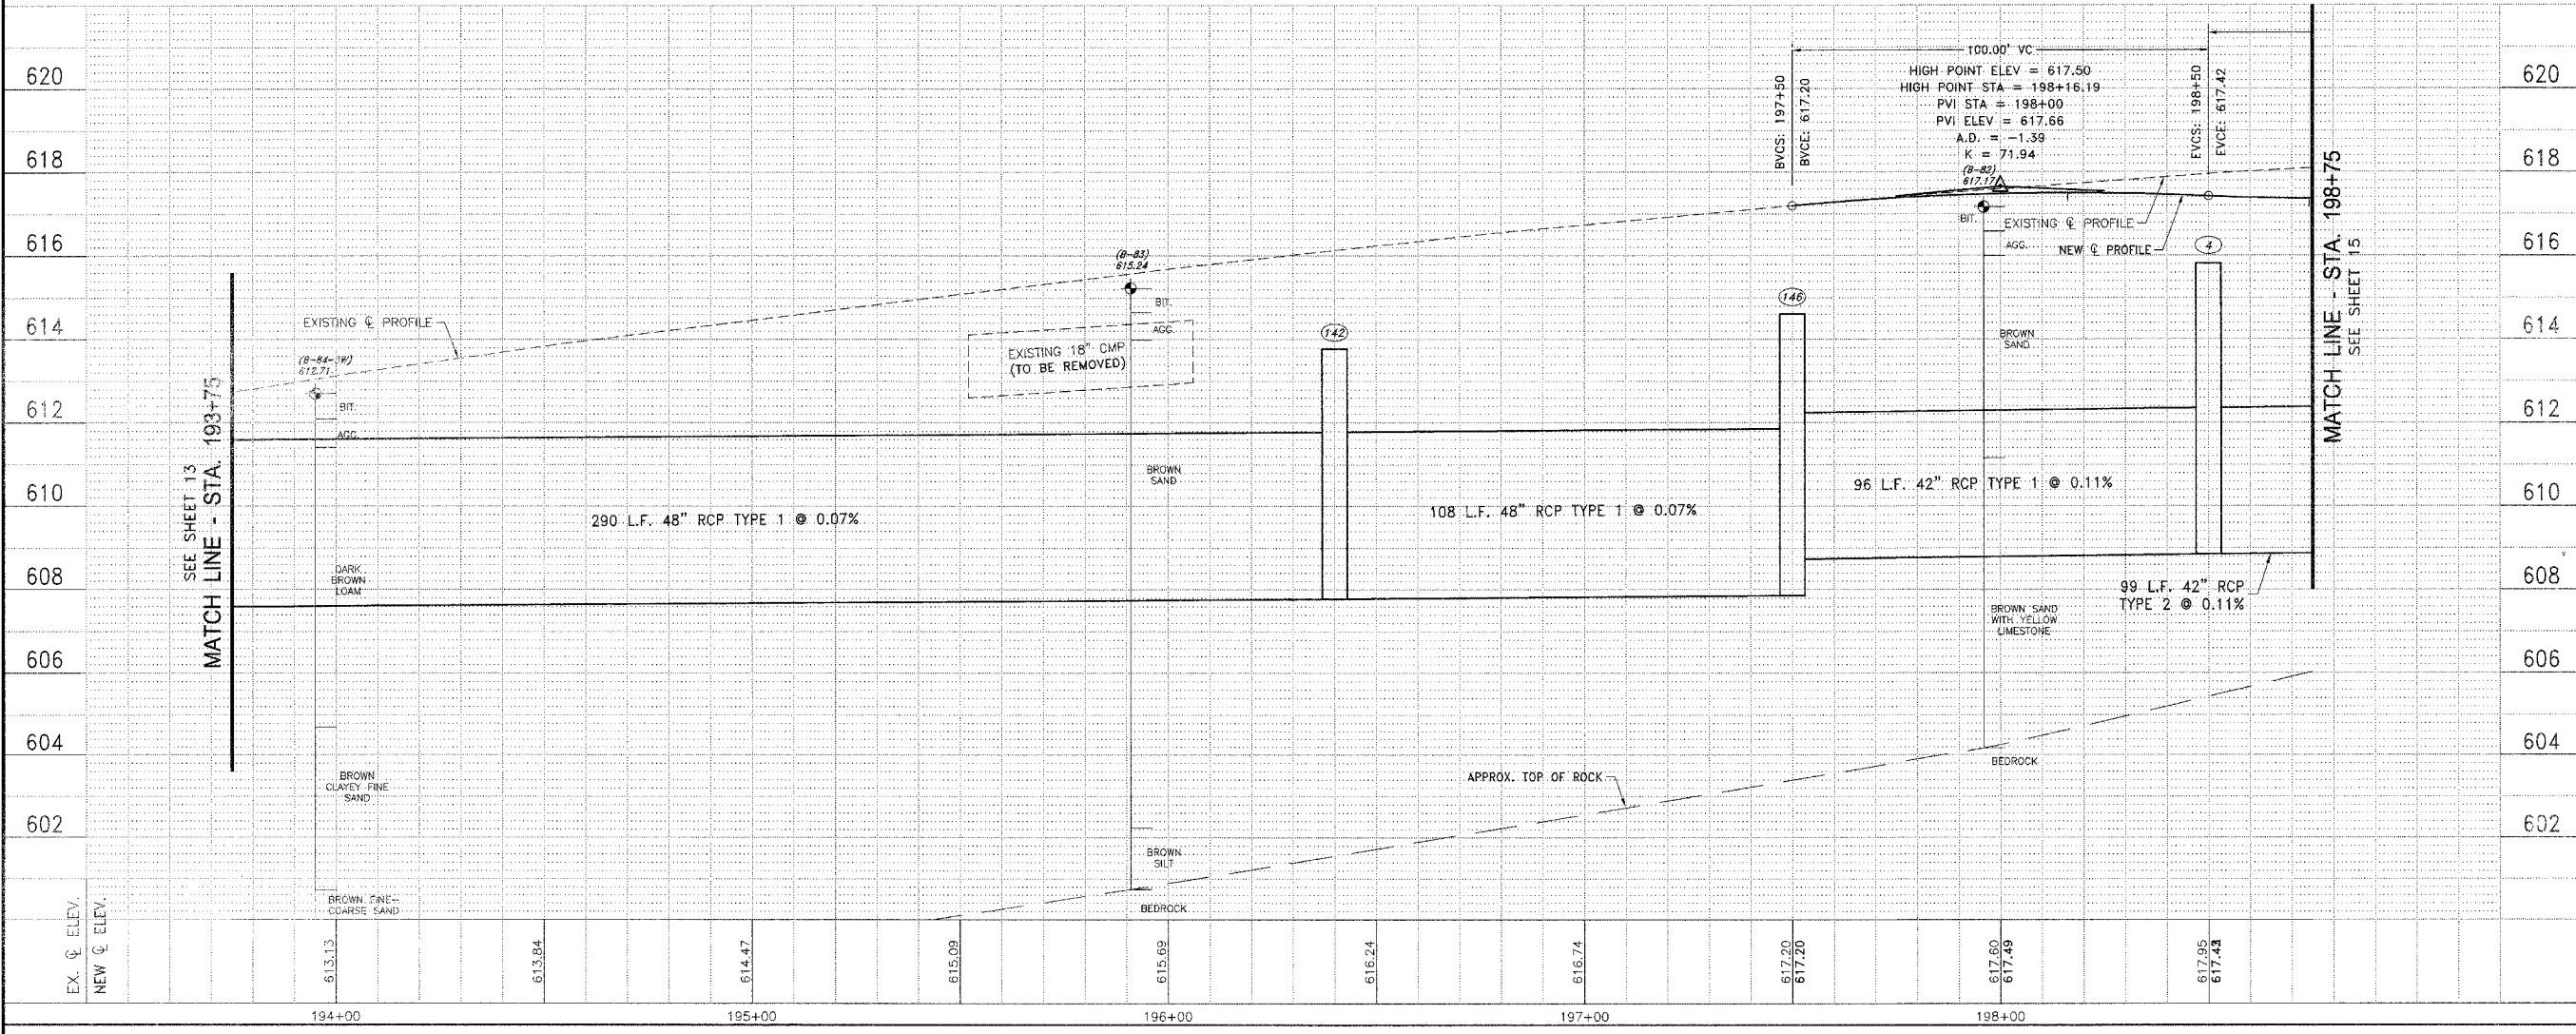 620
618
616
614
612
610
608
606
604
602
EX. ℄ ELEV.
NEW ℄ ELEV.
SEE SHEET 13
MATCH LINE - STA. 193+75
EXISTING ℄ PROFILE
(B-84-3W)
612.71
BIT.
AGG.
DARK
BROWN
LOAM
BROWN
CLAYEY FINE
SAND
BROWN FINE-
COARSE SAND
290 L.F. 48" RCP TYPE 1 @ 0.07%
(B-83)
615.24
BIT.
AGG.
EXISTING 18" CMP
(TO BE REMOVED)
BROWN
SAND
BROWN
SILT
BEDROCK
142
108 L.F. 48" RCP TYPE 1 @ 0.07%
APPROX. TOP OF ROCK
146
BVCS: 197+50
BVCE: 617.20
100.00' VC
HIGH POINT ELEV = 617.50
HIGH POINT STA = 198+16.19
PVI STA = 198+00
PVI ELEV = 617.66
A.D. = -1.39
K = 71.94
(B-82)
617.17
BIT.
AGG.
EXISTING ℄ PROFILE
NEW ℄ PROFILE
BROWN
SAND
96 L.F. 42" RCP TYPE 1 @ 0.11%
BROWN SAND
WITH YELLOW
LIMESTONE
BEDROCK
EVCS: 198+50
EVCE: 617.42
4
99 L.F. 42" RCP
TYPE 2 @ 0.11%
MATCH LINE - STA. 198+75
SEE SHEET 15
620
618
616
614
612
610
608
606
604
602
613.13
613.84
614.47
615.09
615.69
616.24
616.74
617.20
617.20
617.60
617.49
617.95
194+00
195+00
196+00
197+00
198+00